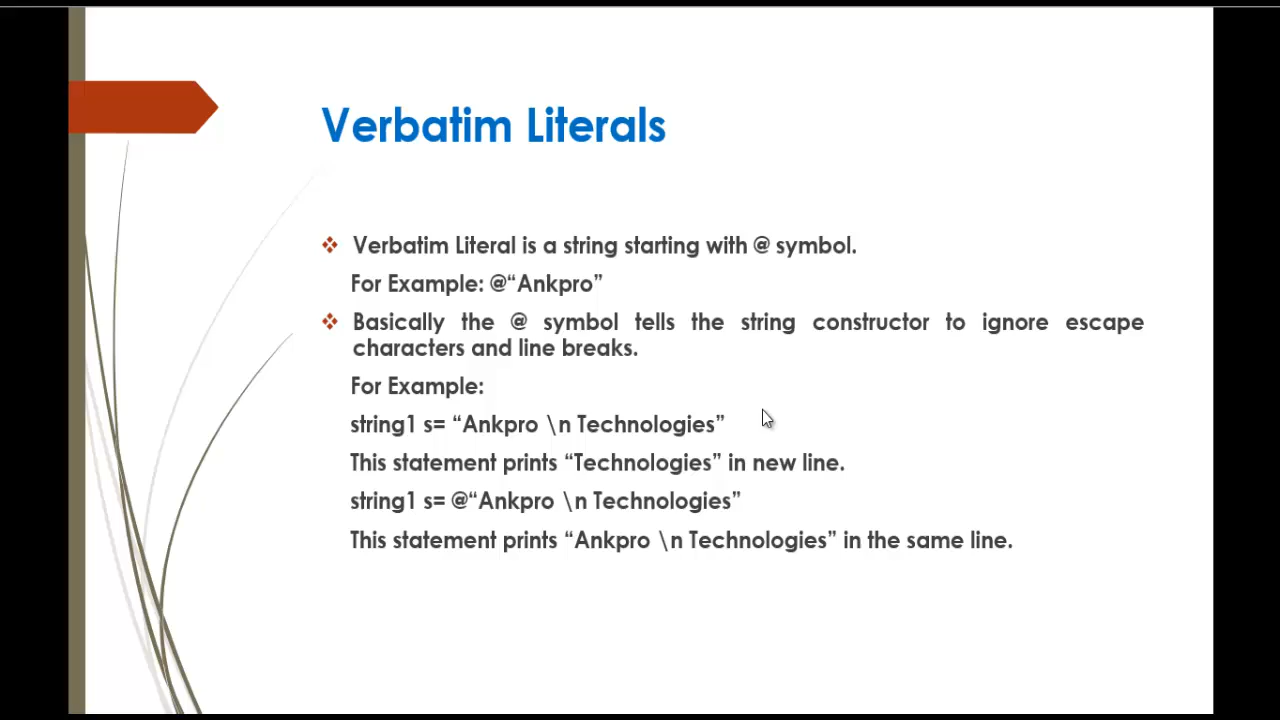 Verbatim Literals
Verbatim Literal is a string starting with @ symbol.
For Example: @“Ankpro”
Basically the @ symbol tells the string constructor to ignore escape
characters and line breaks.
For Example:
string1 s= “Ankpro \n Technologies”
This statement prints “Technologies” in new line.
string1 s= @“Ankpro \n Technologies”
This statement prints “Ankpro \n Technologies” in the same line.